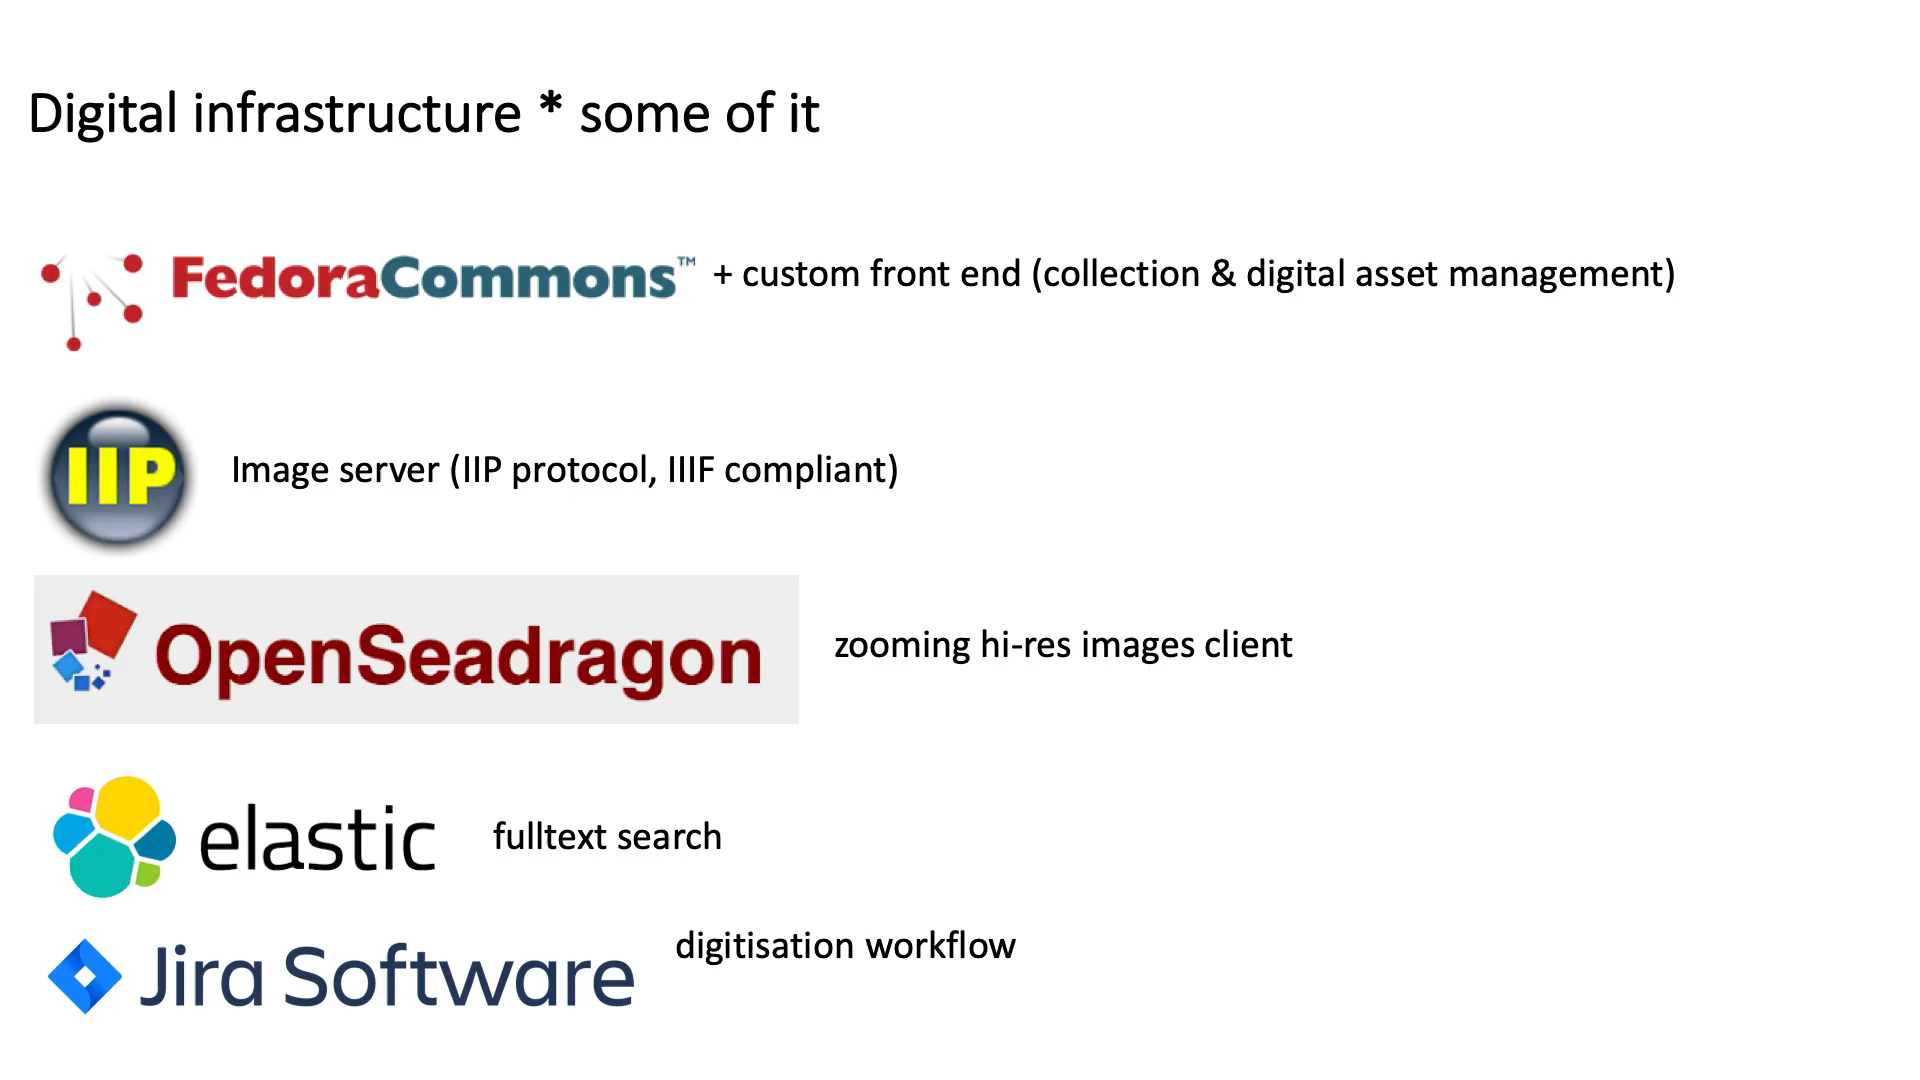 Digital infrastructure * some of it
FedoraCommons™ + custom front end (collection & digital asset management)
IIP Image server (IIP protocol, IIIF compliant)
OpenSeadragon zooming hi-res images client
elastic fulltext search
Jira Software digitisation workflow